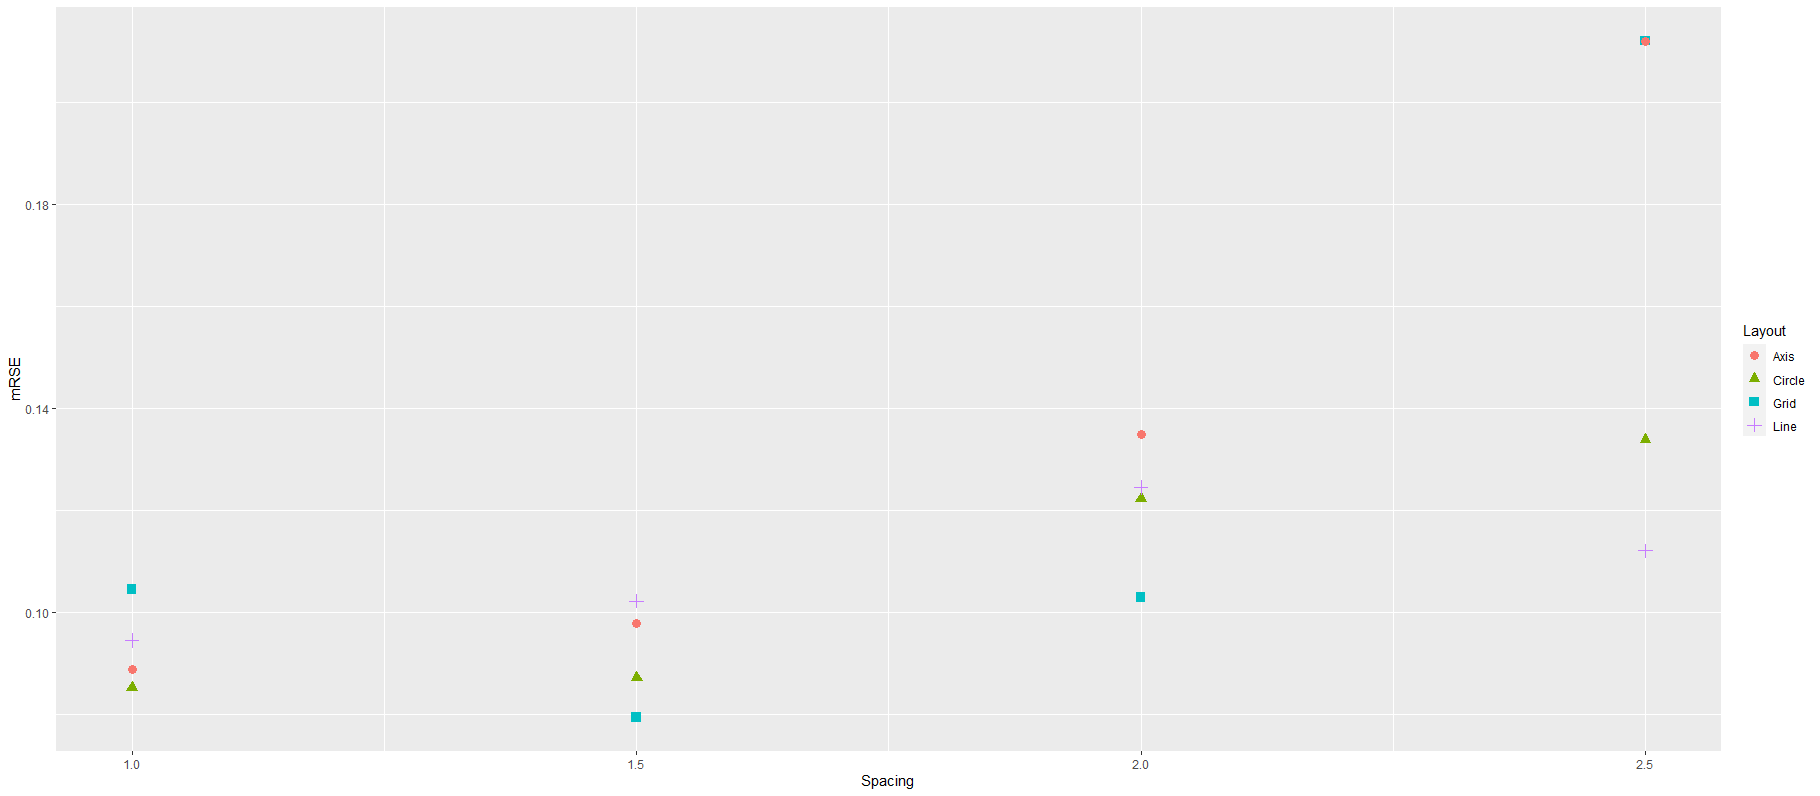 mRSE
0.18
0.14
0.10
1.0 1.5 2.0 2.5
Spacing
Layout
Axis
Circle
Grid
Line